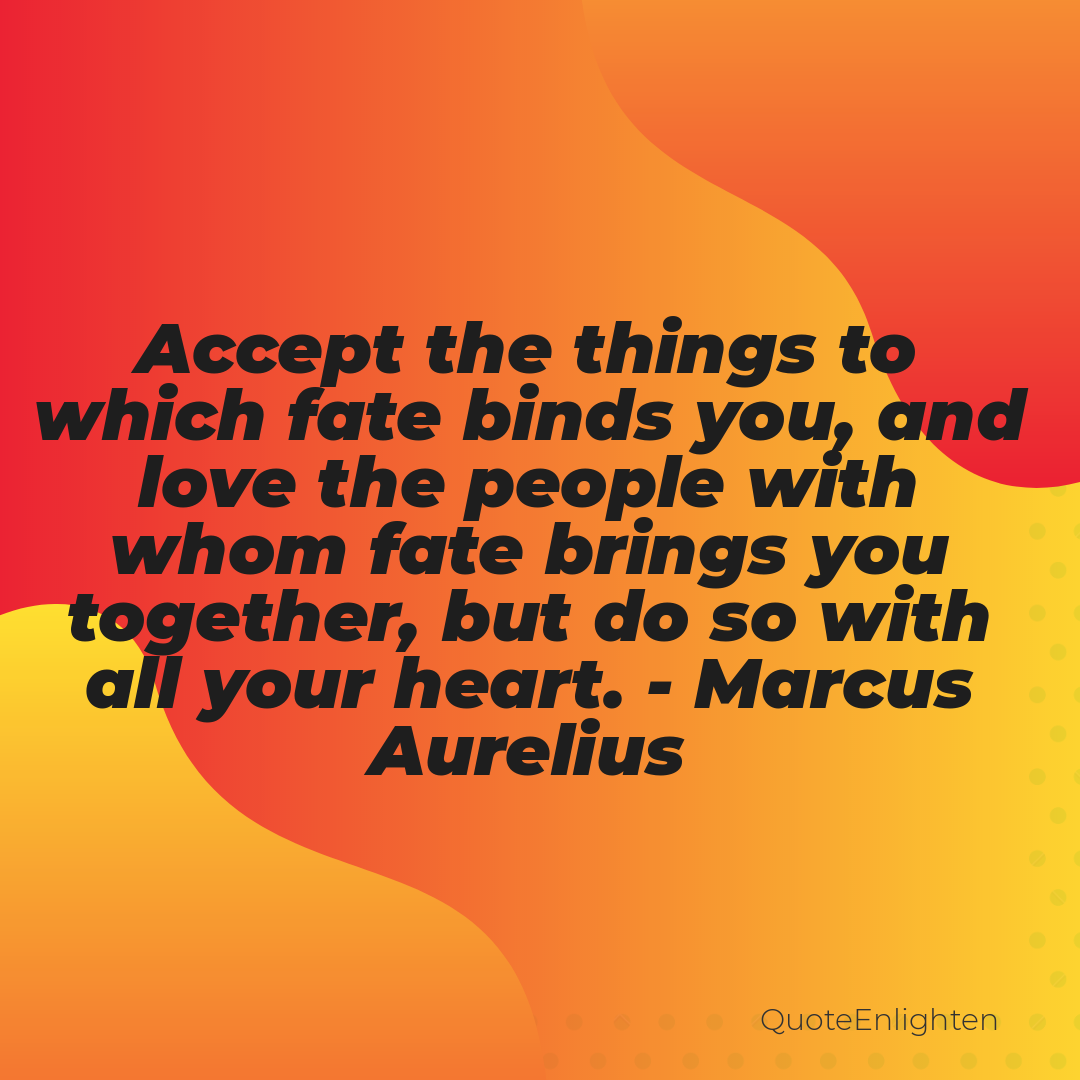 Accept the things to
which fate binds you, and
love the people with
whom fate brings you
together, but do so with
all your heart. - Marcus
Aurelius
QuoteEnlighten